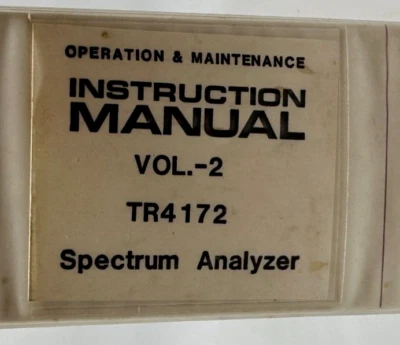 OPERATION & MAINTENANCE
INSTRUCTION
MANUAL
VOL.-2
TR4172
Spectrum Analyzer